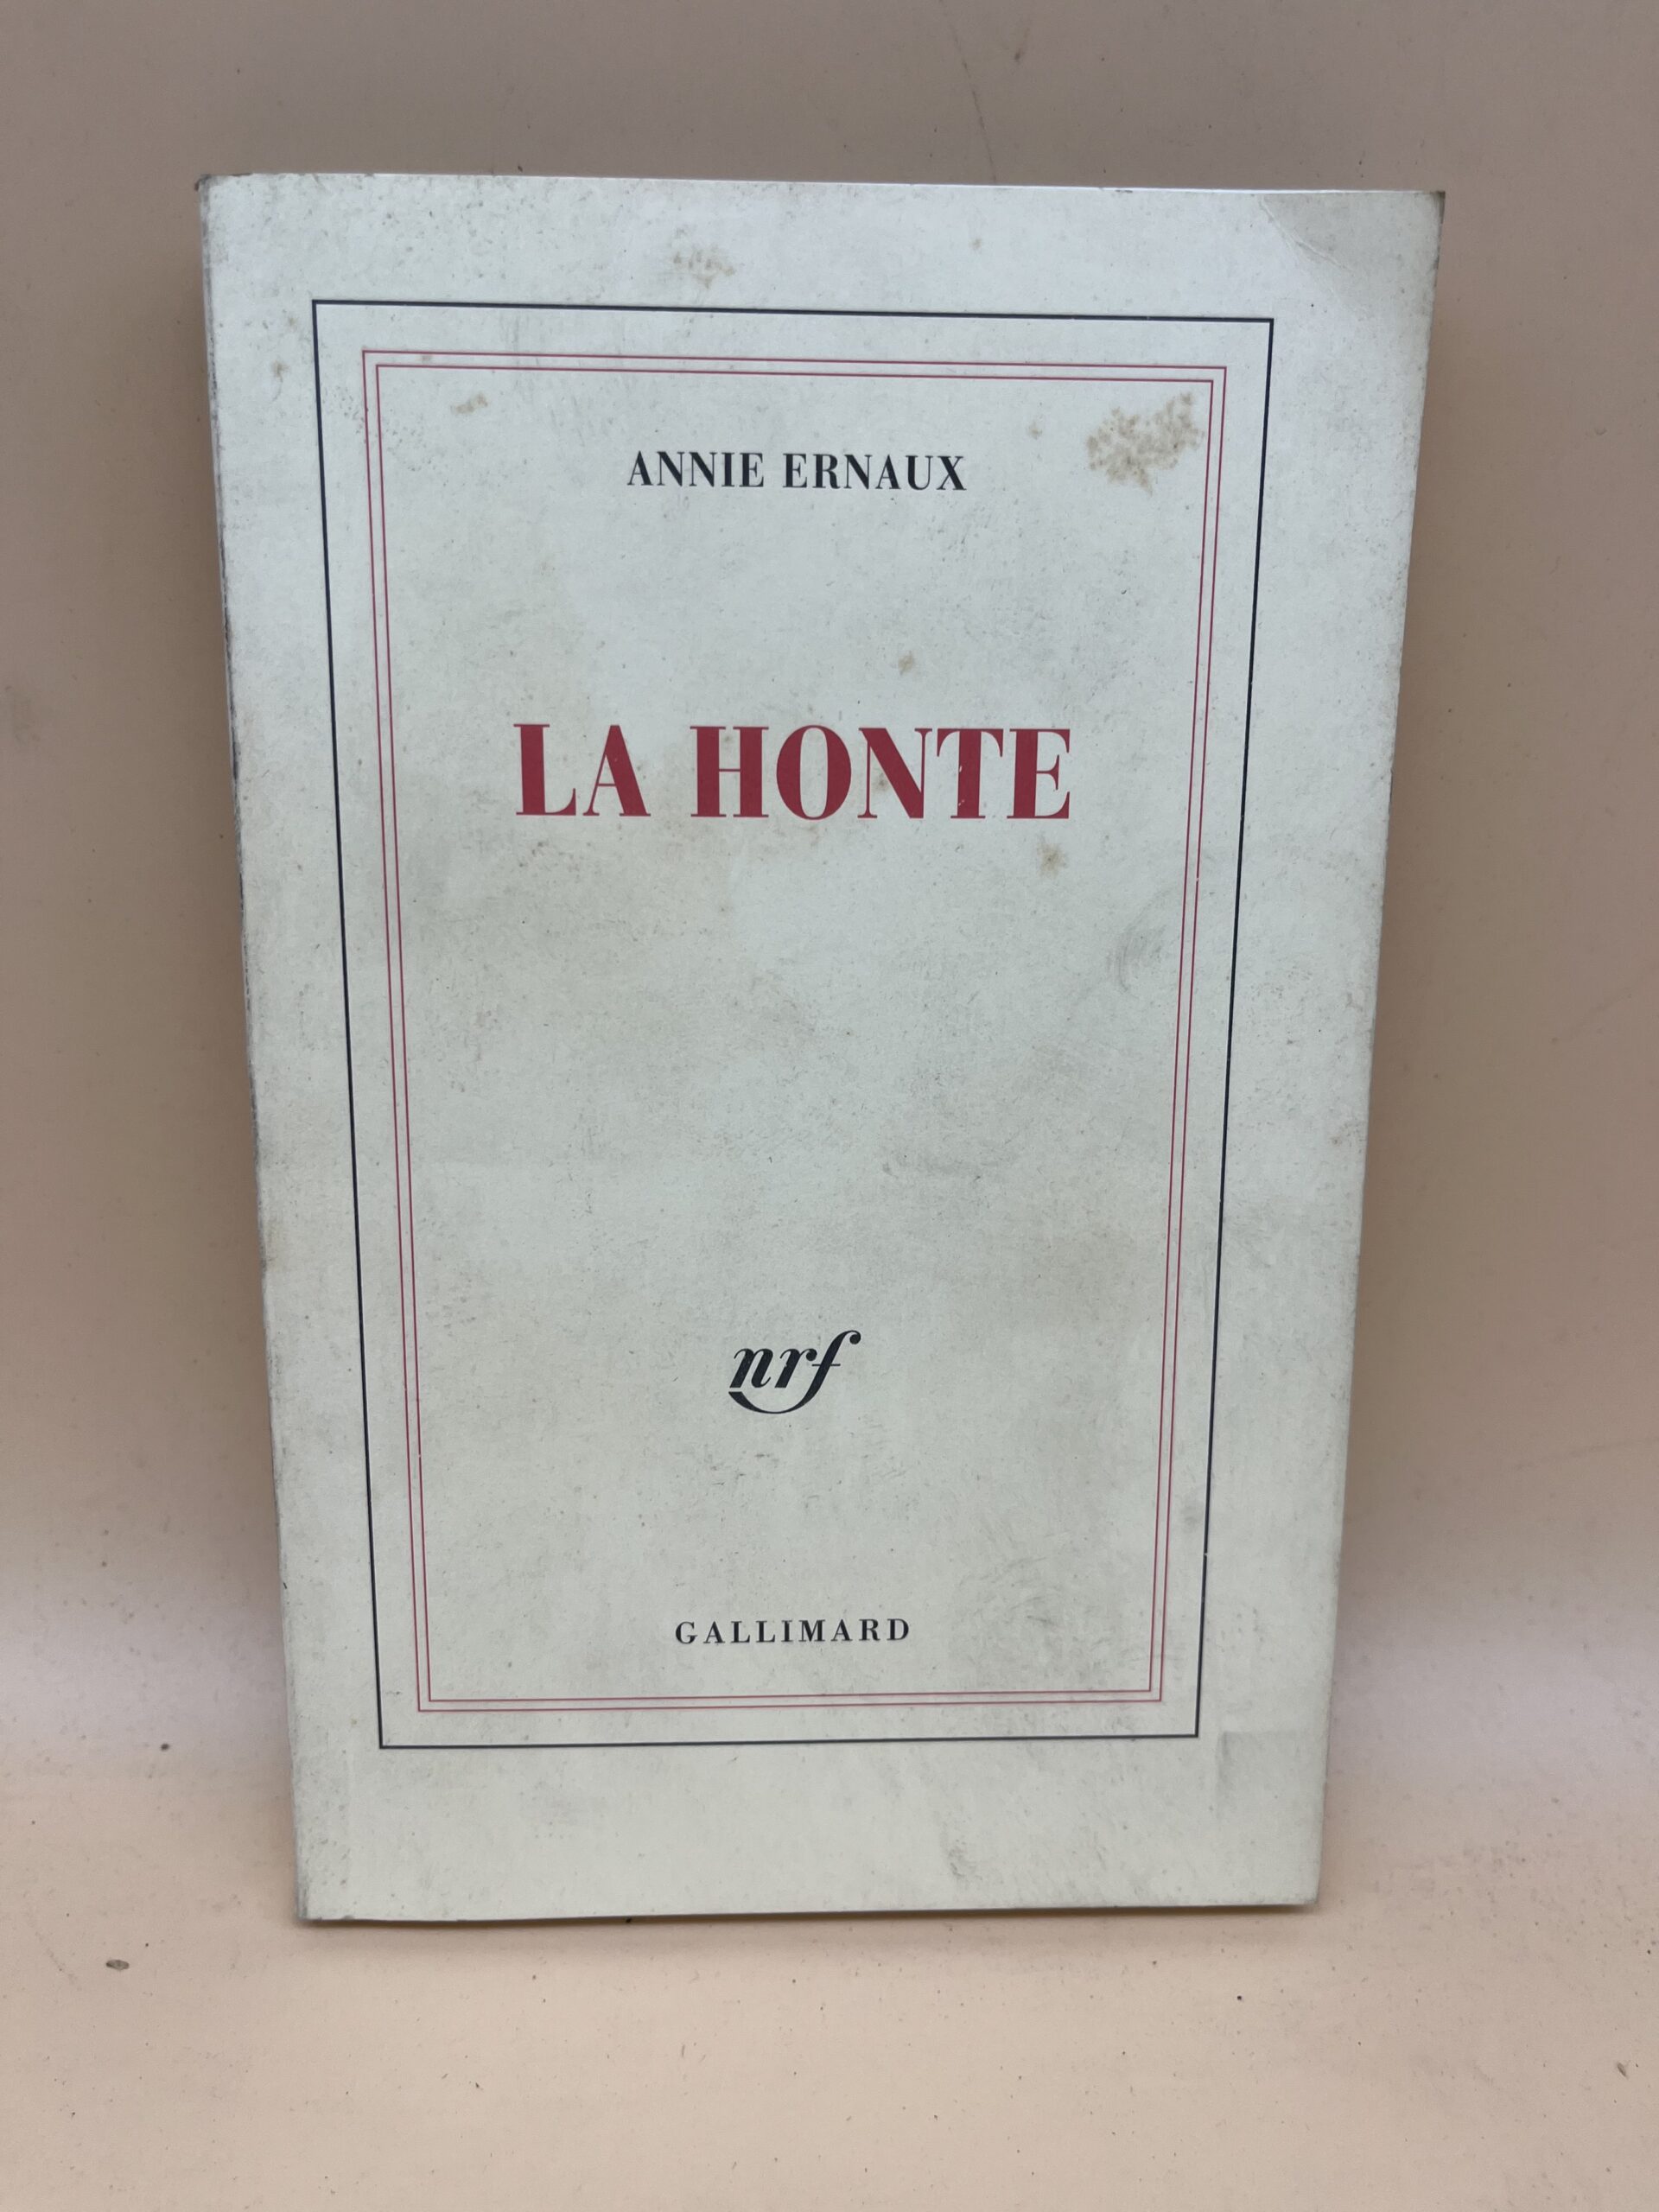 ANNIE ERNAUX
LA HONTE
nrf
GALLIMARD